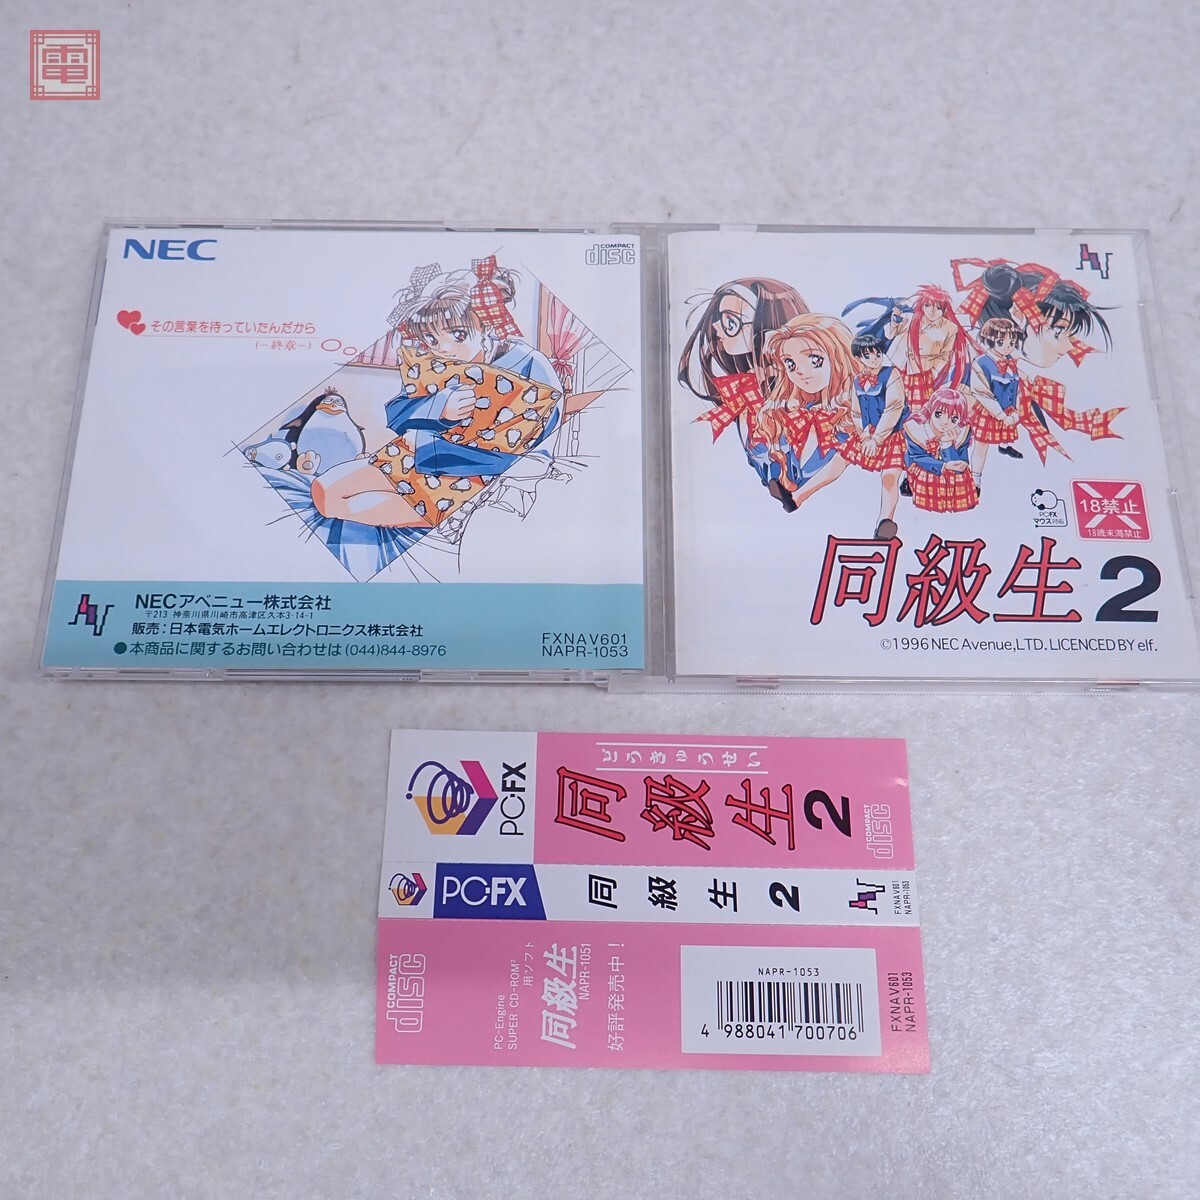 電
NEC
COMPACT
disc
その言葉を待っていたんだから
(-終章-)
NECアベニュー株式会社
〒213 神奈川県川崎市高津区久本3-14-1
販売:日本電気ホームエレクトロニクス株式会社
●本商品に関するお問い合わせは(044)844-8976
FXNAV601
NAPR-1053
PC-FX
マウス対応
18禁止
18歳未満禁止
同級生2
©1996 NEC Avenue,LTD. LICENCED BY elf.
PC-FX
どうきゅうせい
同級生2
COMPACT
disc
PC-FX
同級生2
FXNAV601
NAPR-1053
COMPACT
disc
PC-Engine
SUPER CD-ROM²
用ソフト
同級生
NAPR-1051
好評発売中!
NAPR-1053
4 988041 700706
FXNAV601
NAPR-1053